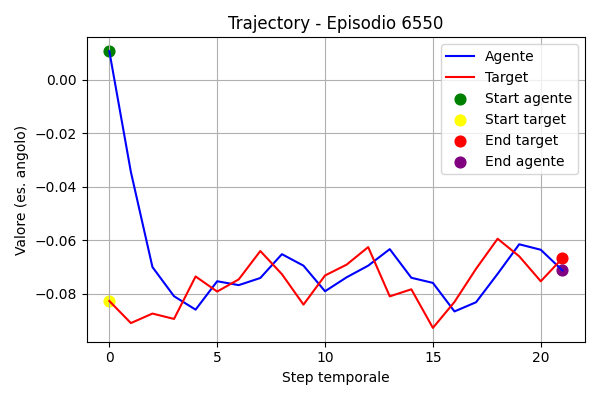 Trajectory - Episodio 6550
Agente
Target
Start agente
Start target
End target
End agente
Valore (es. angolo)
0.00
−0.02
−0.04
−0.06
−0.08
0 5 10 15 20
Step temporale